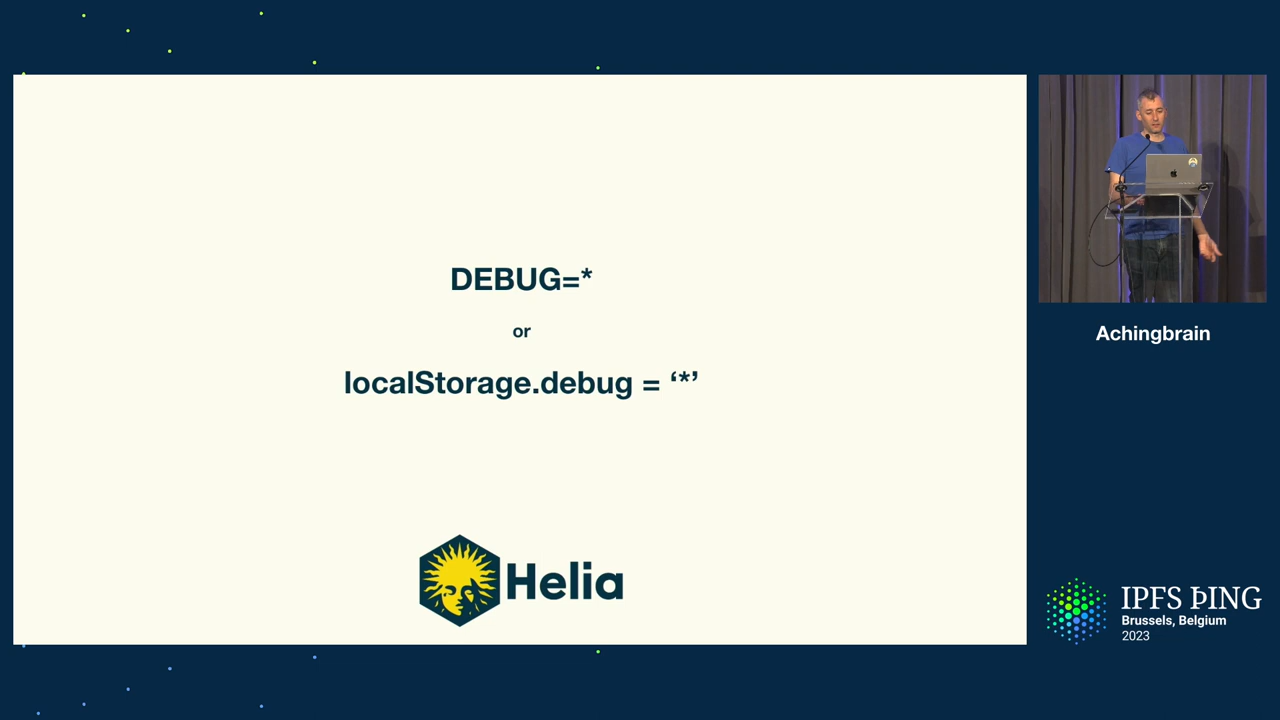 DEBUG=*
or
localStorage.debug = ‘*’
Helia
Achingbrain
IPFS ÞING
Brussels, Belgium
2023